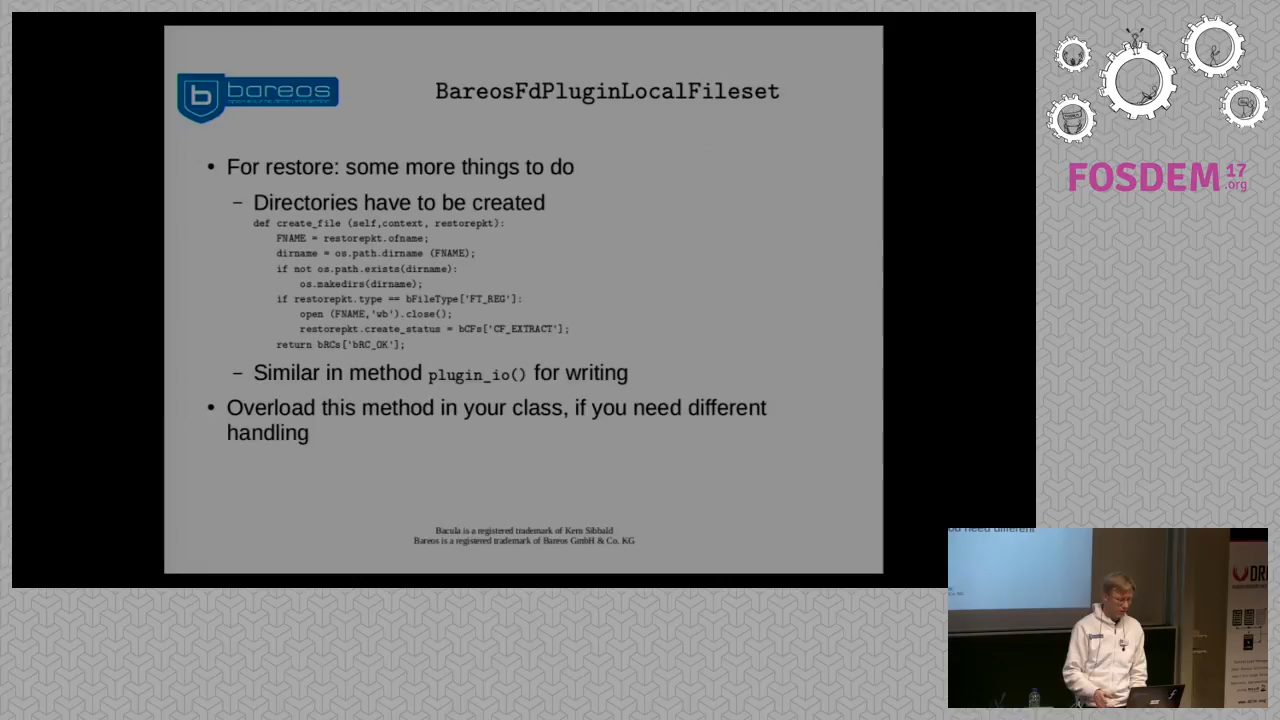 bareos
BareosFdPluginLocalFileset
• For restore: some more things to do
– Directories have to be created
def create_file (self,context, restorepkt):
FNAME = restorepkt.ofname;
dirname = os.path.dirname (FNAME);
if not os.path.exists(dirname):
os.makedirs(dirname);
if restorepkt.type == bFileType['FT_REG']:
open (FNAME,'wb').close();
restorepkt.create_status = bCFs['CF_EXTRACT'];
return bRCs['bRC_OK'];
– Similar in method plugin_io() for writing
• Overload this method in your class, if you need different
handling
Bacula is a registered trademark of Kern Sibbald
Bareos is a registered trademark of Bareos GmbH & Co. KG
FOSDEM 17
.org